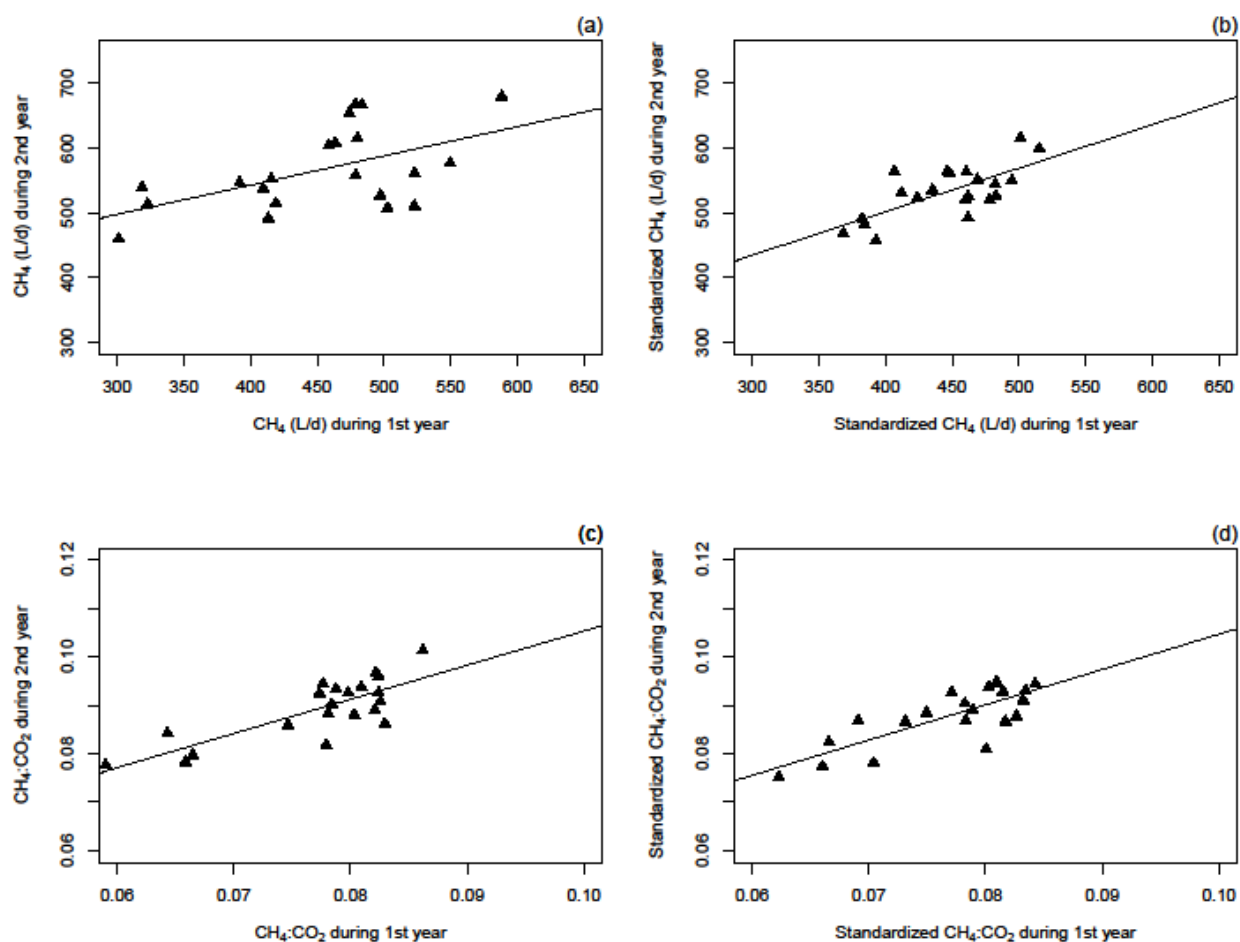 (a)
CH₄ (L/d) during 2nd year
700
600
500
400
300
300 350 400 450 500 550 600 650
CH₄ (L/d) during 1st year
(b)
Standardized CH₄ (L/d) during 2nd year
700
600
500
400
300
300 350 400 450 500 550 600 650
Standardized CH₄ (L/d) during 1st year
(c)
CH₄:CO₂ during 2nd year
0.12
0.10
0.08
0.06
0.06 0.07 0.08 0.09 0.10
CH₄:CO₂ during 1st year
(d)
Standardized CH₄:CO₂ during 2nd year
0.12
0.10
0.08
0.06
0.06 0.07 0.08 0.09 0.10
Standardized CH₄:CO₂ during 1st year